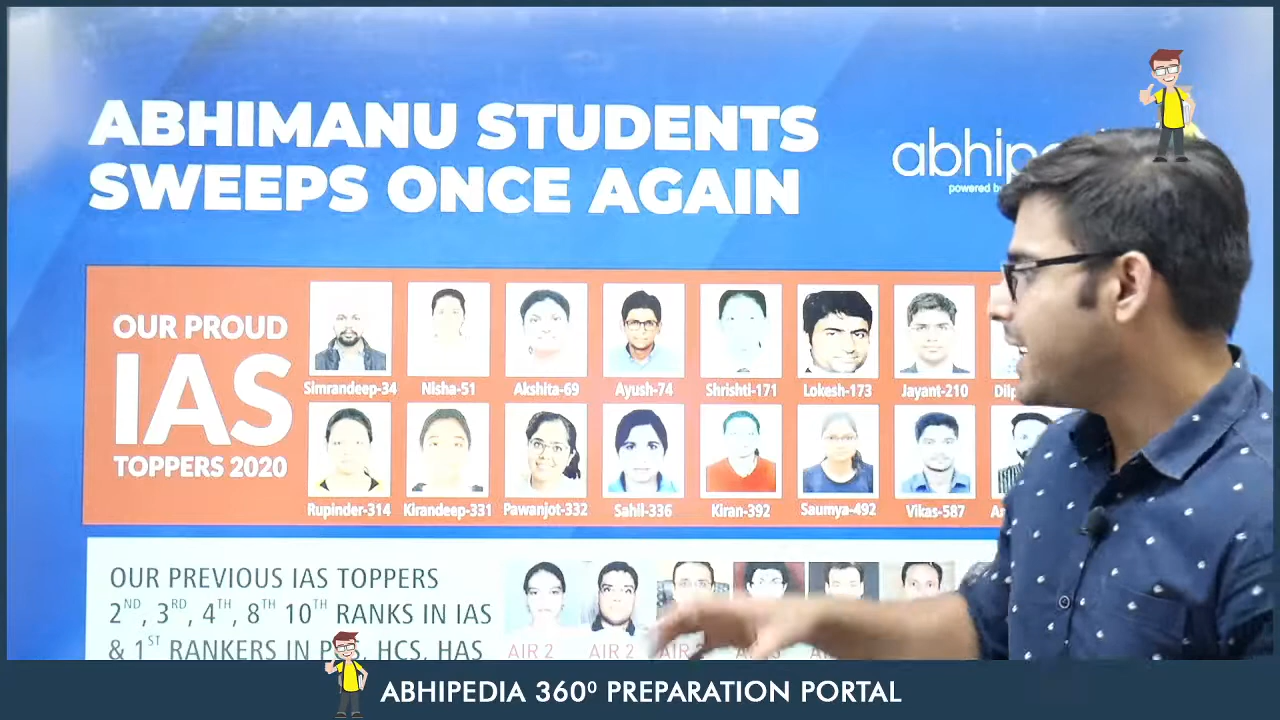 ABHIMANU STUDENTS
SWEEPS ONCE AGAIN
powered by
OUR PROUD
IAS
TOPPERS 2020
Simrandeep-34 Nisha-51 Akshita-69 Ayush-74 Shrishti-171 Lokesh-173 Jayant-210
Rupinder-314 Kirandeep-331 Pawanjot-332 Sahil-336 Kiran-392 Saumya-492 Vikas-587
OUR PREVIOUS IAS TOPPERS
2ND, 3RD, 4TH, 8TH 10TH RANKS IN IAS
& 1ST RANKERS IN HCS, HAS
AIR 2 AIR 2 AIR
ABHIPEDIA 360⁰ PREPARATION PORTAL